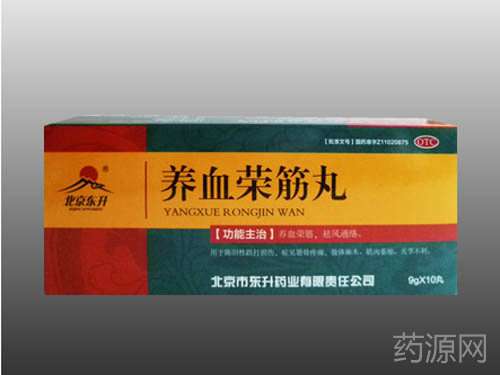 【批准文号】国药准字Z11020875
OTC
®
北京东升
养血荣筋丸
YANGXUE RONGJIN WAN
【功能主治】养血荣筋,祛风通络。
用于陈旧性跌打损伤,症见筋骨疼痛,肢体麻木,肌肉萎缩,关节不利。
北京市东升药业有限责任公司
9gX10丸
药源网